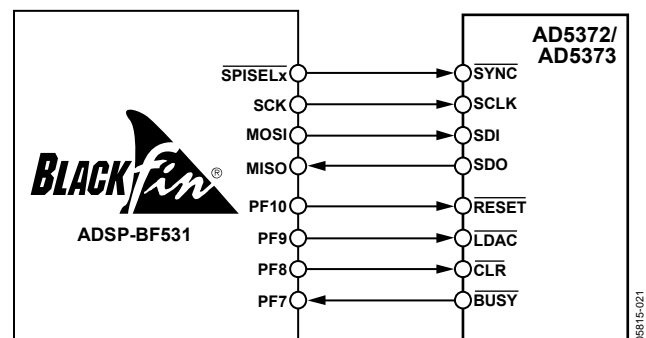 AD5372/
AD5373
SPISELx SYNC
SCK SCLK
MOSI SDI
MISO SDO
BLACKfin®
PF10 RESET
ADSP-BF531
PF9 LDAC
PF8 CLR
PF7 BUSY
05815-021